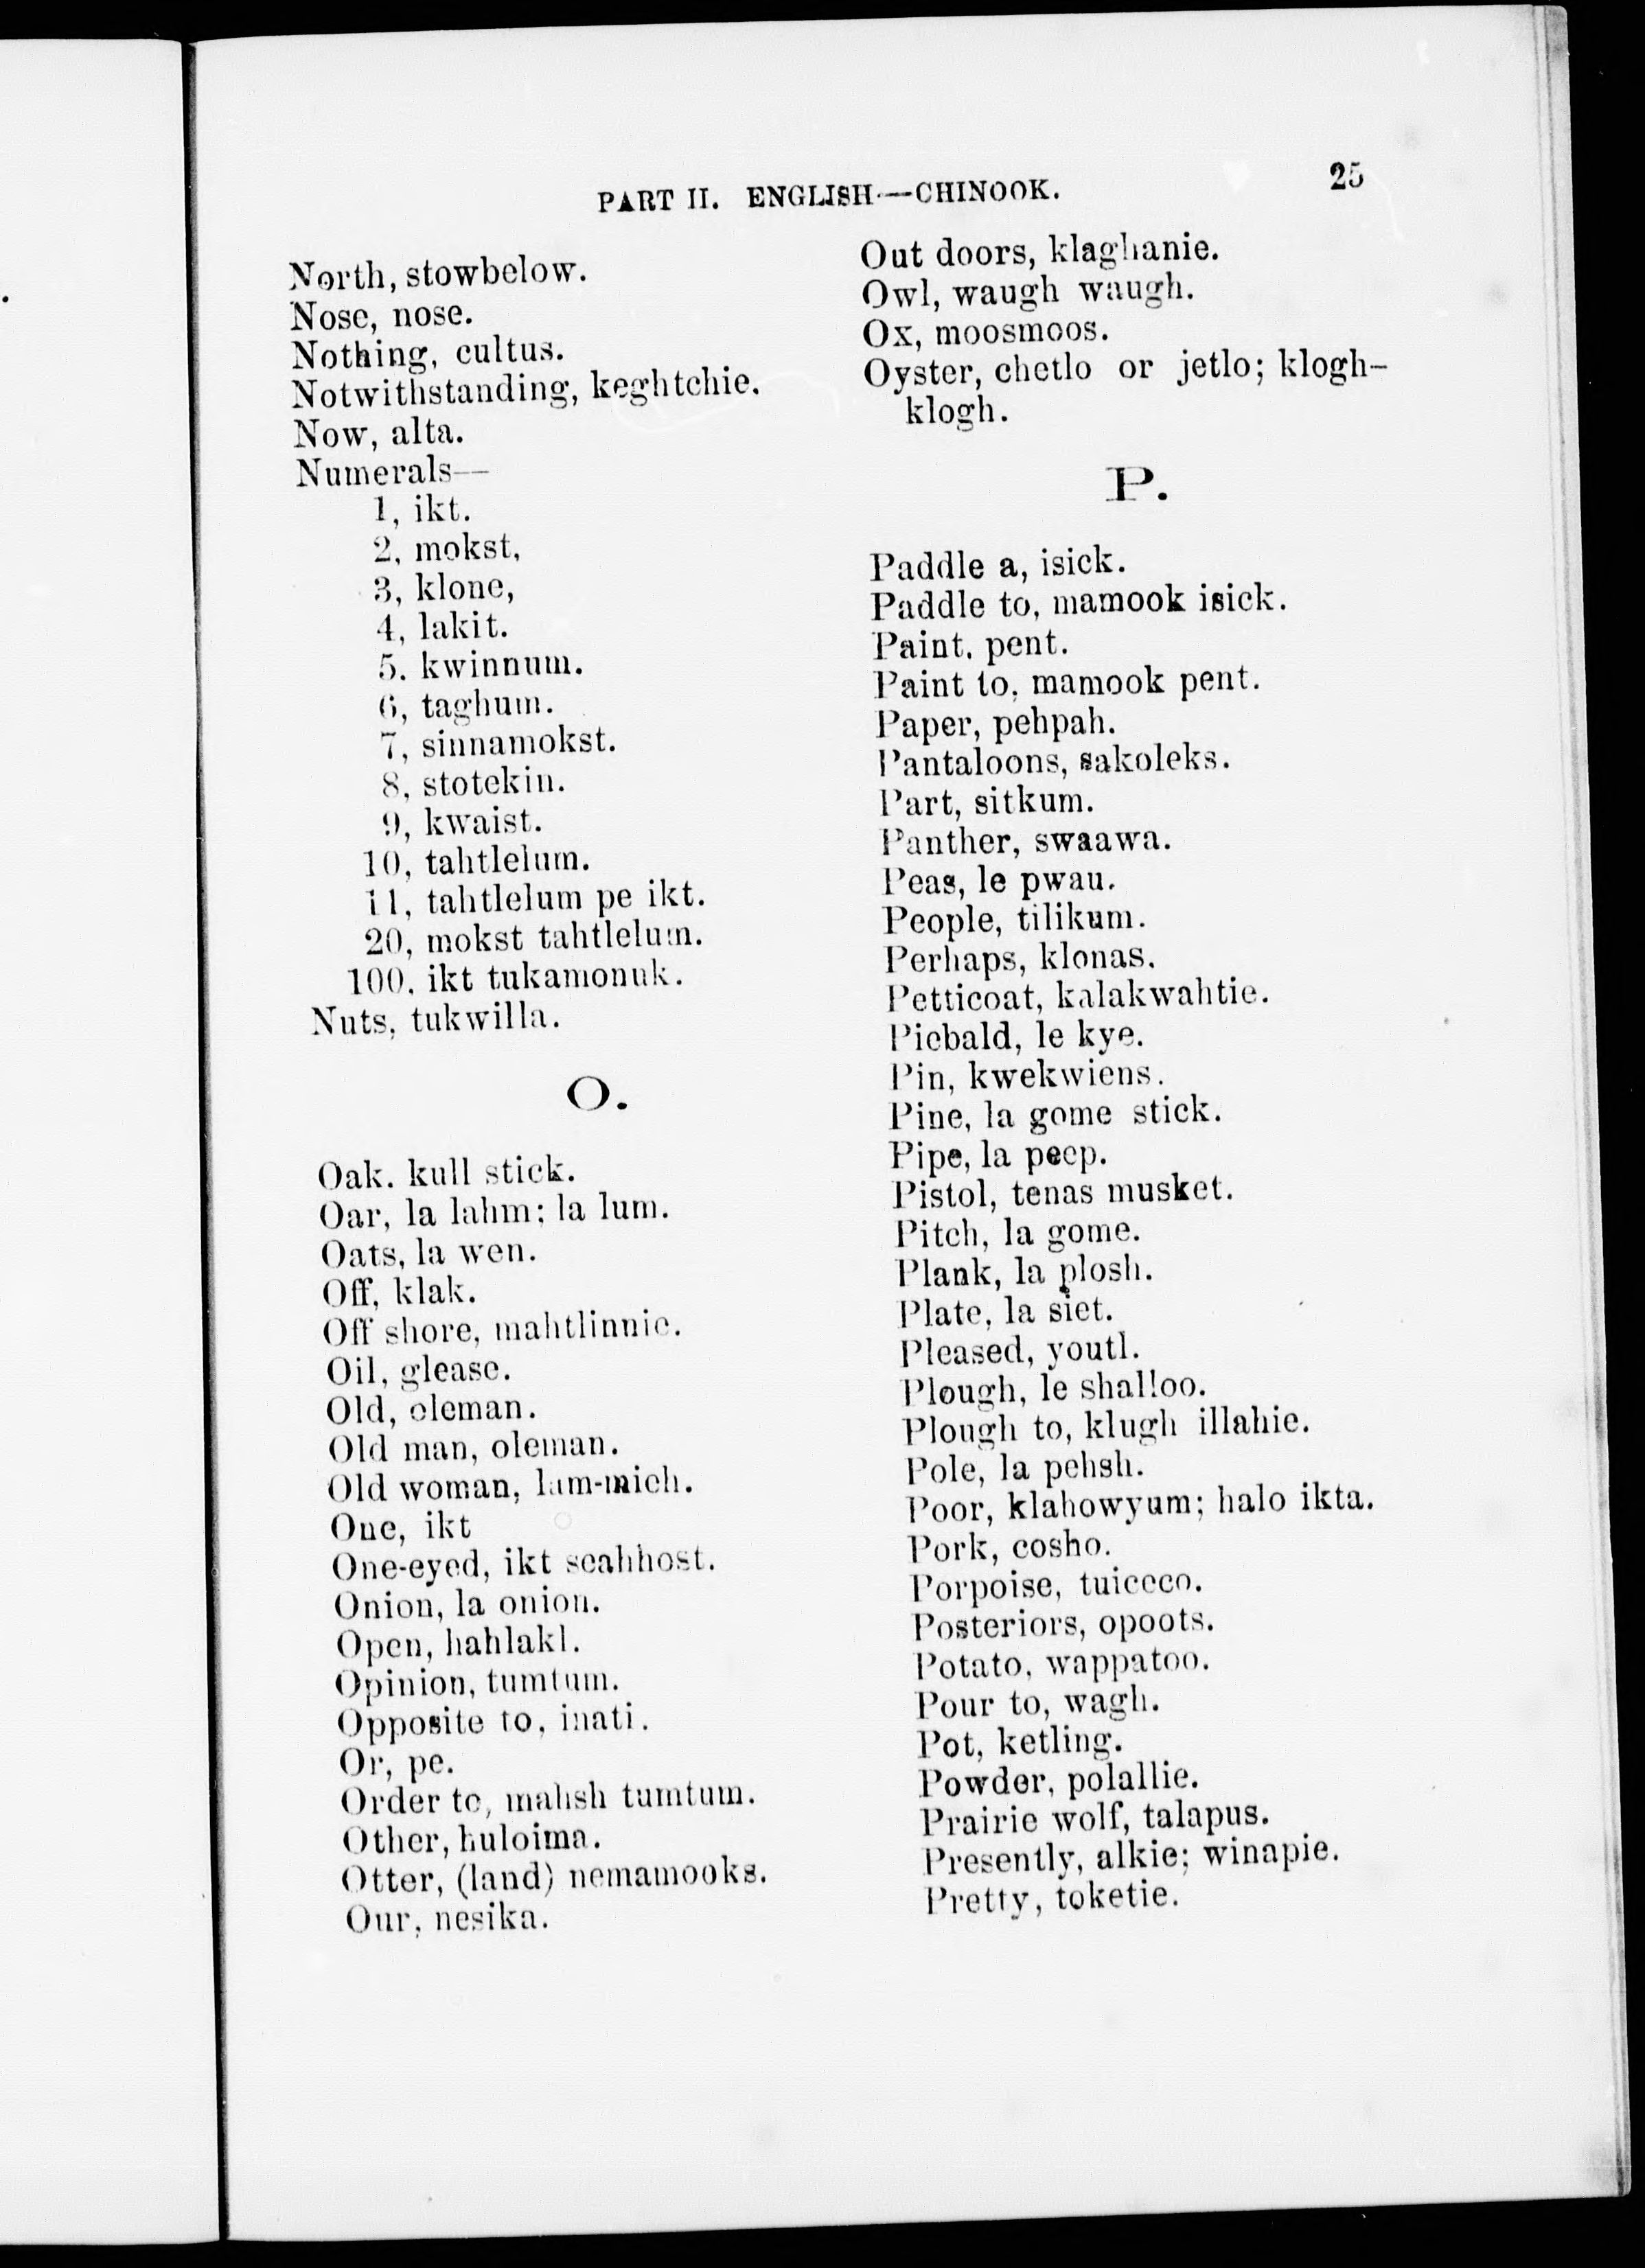 PART II. ENGLISH—CHINOOK.
25
North, stowbelow.
Nose, nose.
Nothing, cultus.
Notwithstanding, keghtchie.
Now, alta.
Numerals—
1, ikt.
2, mokst,
3, klone,
4, lakit.
5. kwinnum.
6, taghum.
7, sinnamokst.
8, stotekin.
9, kwaist.
10, tahtlelum.
11, tahtlelum pe ikt.
20, mokst tahtlelum.
100. ikt tukamonuk.
Nuts, tukwilla.
O.
Oak. kull stick.
Oar, la lahm; la lum.
Oats, la wen.
Off, klak.
Off shore, mahtlinnie.
Oil, glease.
Old, oleman.
Old man, oleman.
Old woman, lam-mich.
One, ikt
One-eyed, ikt seahhost.
Onion, la onion.
Open, hahlakl.
Opinion, tumtum.
Opposite to, inati.
Or, pe.
Order to, mahsh tumtum.
Other, huloima.
Otter, (land) nemamooks.
Our, nesika.
Out doors, klaghanie.
Owl, waugh waugh.
Ox, moosmoos.
Oyster, chetlo or jetlo; klogh-
klogh.
P.
Paddle a, isick.
Paddle to, mamook isick.
Paint. pent.
Paint to, mamook pent.
Paper, pehpah.
Pantaloons, sakoleks.
Part, sitkum.
Panther, swaawa.
Peas, le pwau.
People, tilikum.
Perhaps, klonas.
Petticoat, kalakwahtie.
Piebald, le kye.
Pin, kwekwiens.
Pine, la gome stick.
Pipe, la peep.
Pistol, tenas musket.
Pitch, la gome.
Plank, la plosh.
Plate, la siet.
Pleased, youtl.
Plough, le shalloo.
Plough to, klugh illahie.
Pole, la pehsh.
Poor, klahowyum; halo ikta.
Pork, cosho.
Porpoise, tuiceco.
Posteriors, opoots.
Potato, wappatoo.
Pour to, wagh.
Pot, ketling.
Powder, polallie.
Prairie wolf, talapus.
Presently, alkie; winapie.
Pretty, toketie.